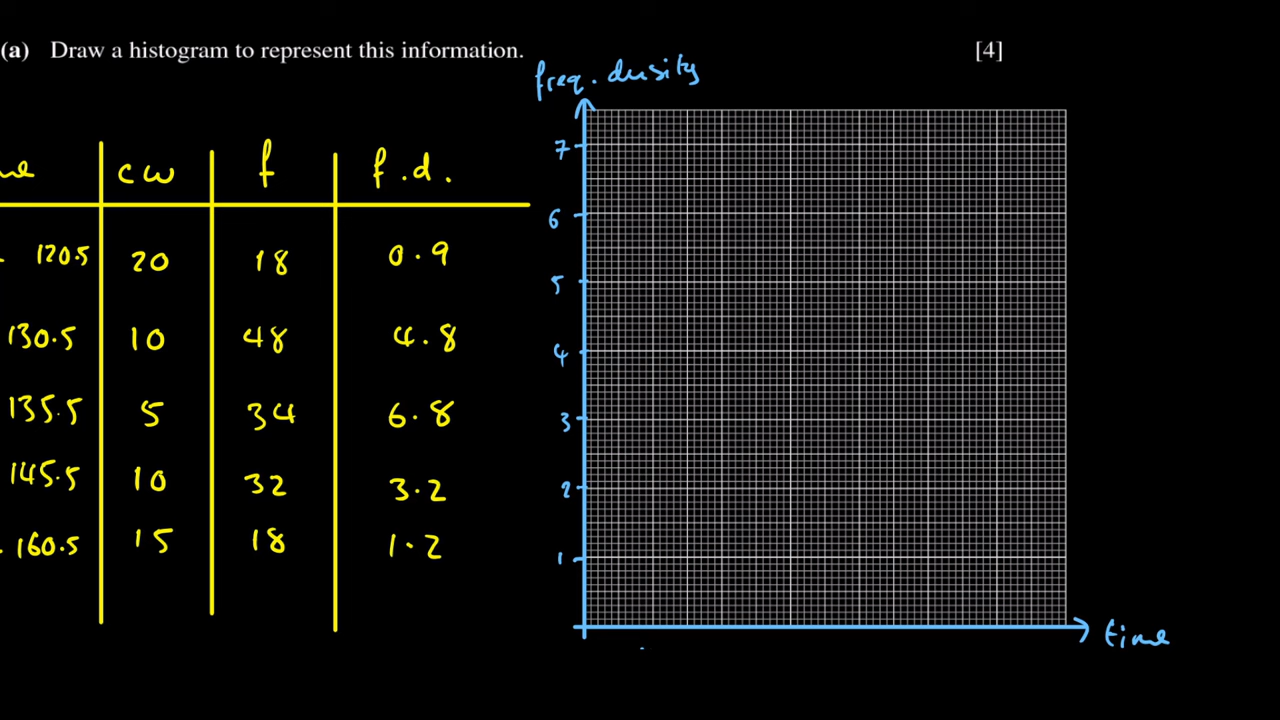 (a) Draw a histogram to represent this information. [4]
freq. density
cw f f.d.
120.5 20 18 0.9
130.5 10 48 4.8
135.5 5 34 6.8
145.5 10 32 3.2
160.5 15 18 1.2
7
6
5
4
3
2
1
time